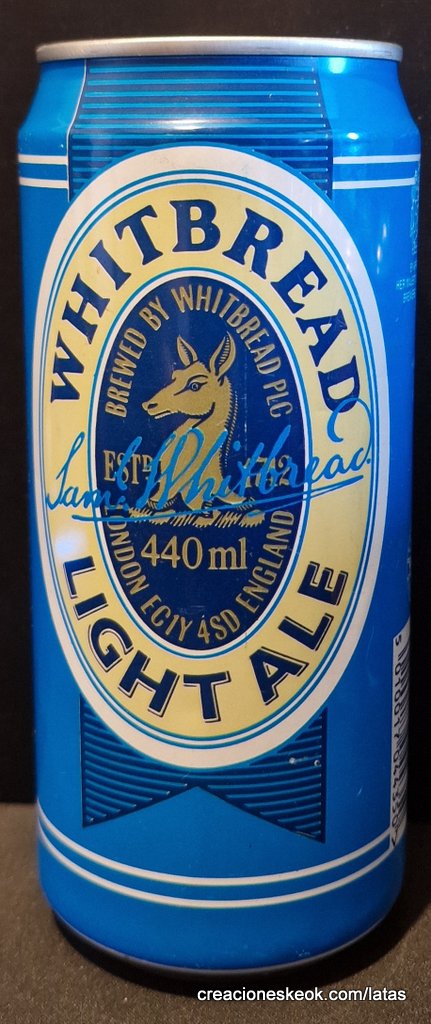 WHITBREAD
BREWED BY WHITBREAD PLC
ESTD 1742
Saml. Whitbread.
440 ml
LONDON EC1Y 4SD ENGLAND
LIGHT ALE
creacioneskeok.com/latas